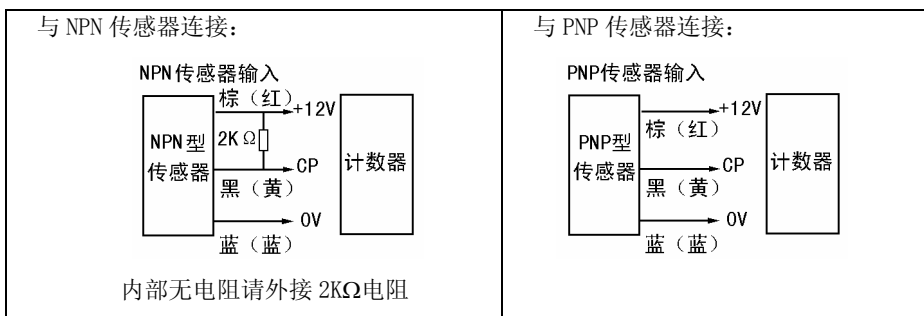 与 NPN 传感器连接:
NPN传感器输入
棕（红）
+12V
NPN型
传感器
2KΩ
CP
计数器
黑（黄）
0V
蓝（蓝）
内部无电阻请外接 2KΩ电阻
与 PNP 传感器连接:
PNP传感器输入
+12V
棕（红）
PNP型
传感器
CP
计数器
黑（黄）
0V
蓝（蓝）